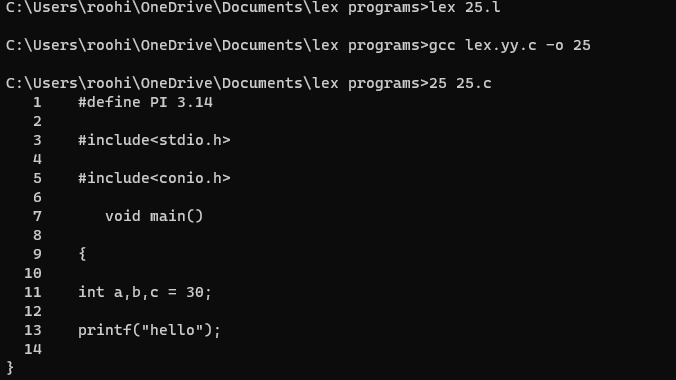 C:\Users\roohi\OneDrive\Documents\lex programs>lex 25.l
C:\Users\roohi\OneDrive\Documents\lex programs>gcc lex.yy.c -o 25
C:\Users\roohi\OneDrive\Documents\lex programs>25 25.c
1 #define PI 3.14
2
3 #include<stdio.h>
4
5 #include<conio.h>
6
7 void main()
8
9 {
10
11 int a,b,c = 30;
12
13 printf("hello");
14
}